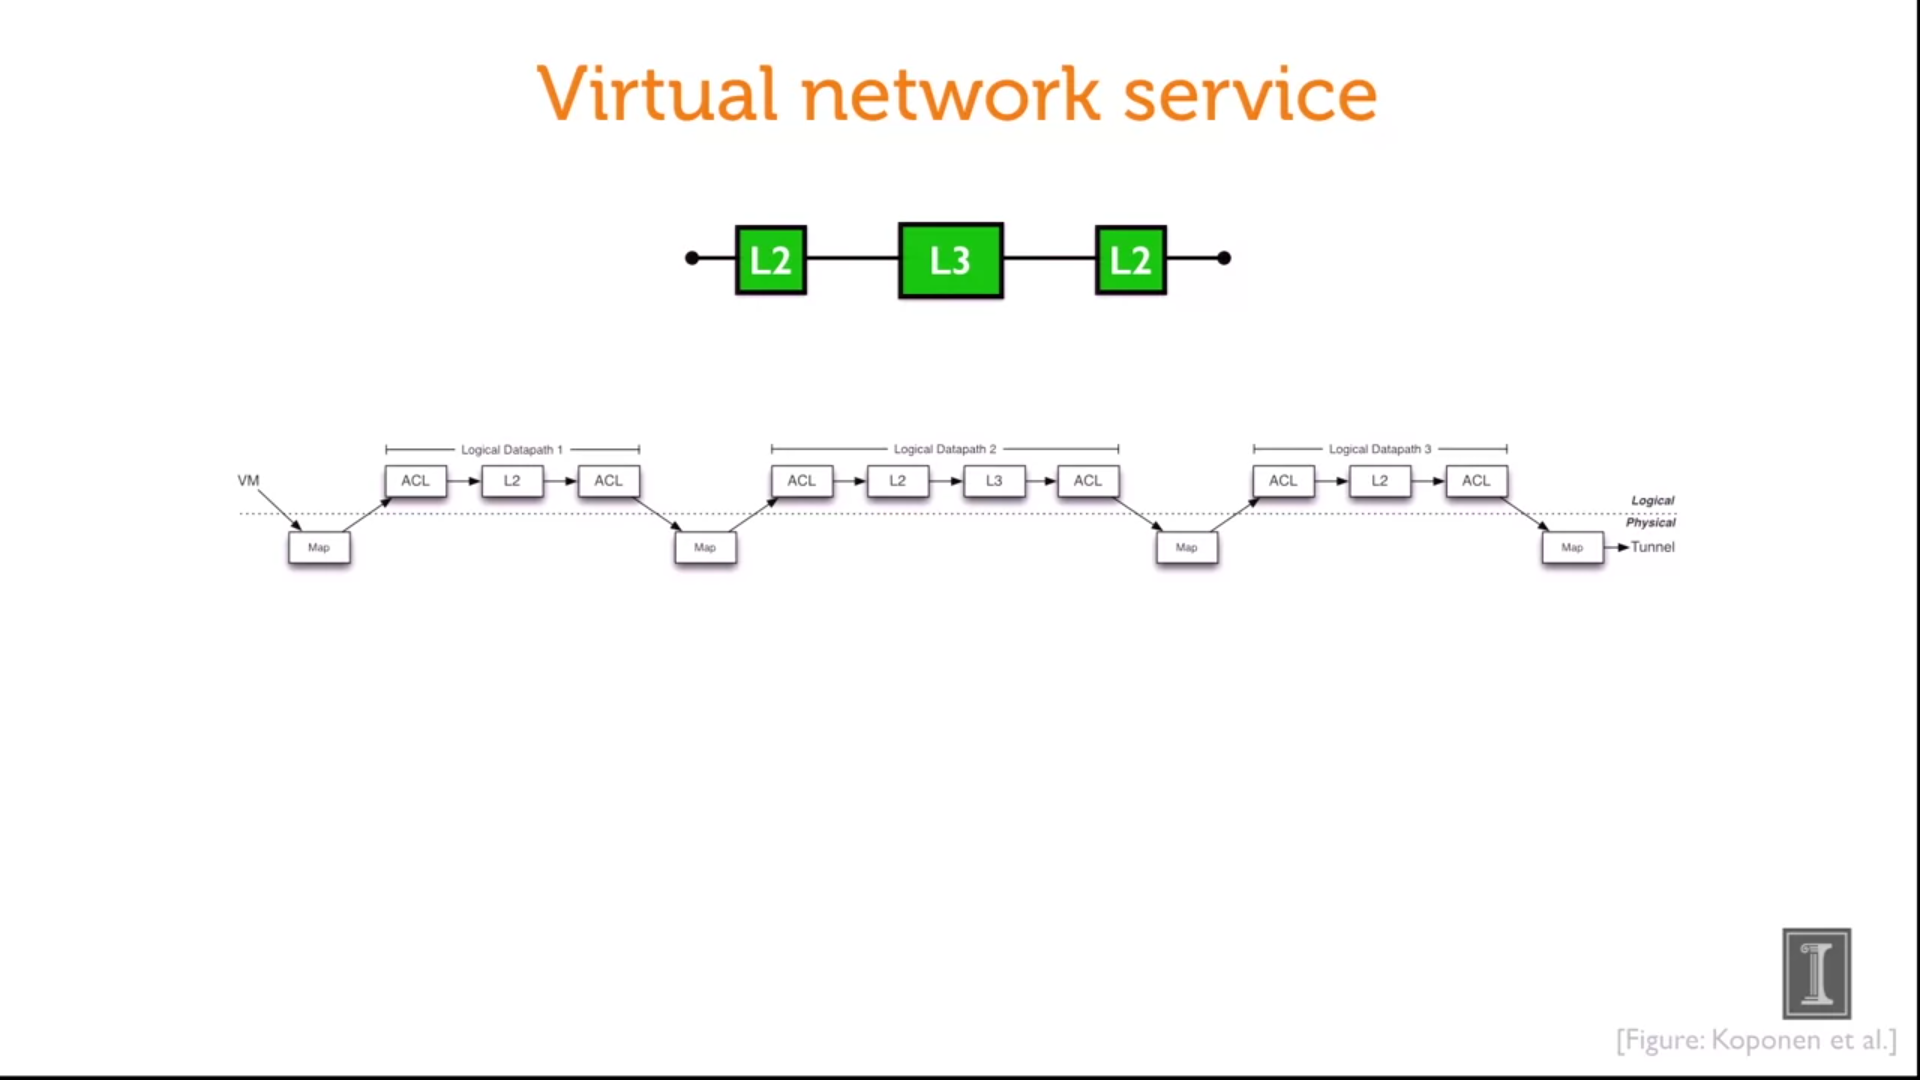 Virtual network service
L2 L3 L2
Logical Datapath 1 Logical Datapath 2 Logical Datapath 3
VM ACL L2 ACL ACL L2 L3 ACL ACL L2 ACL
Logical
Physical
Map Map Map Map Tunnel
I
[Figure: Koponen et al.]